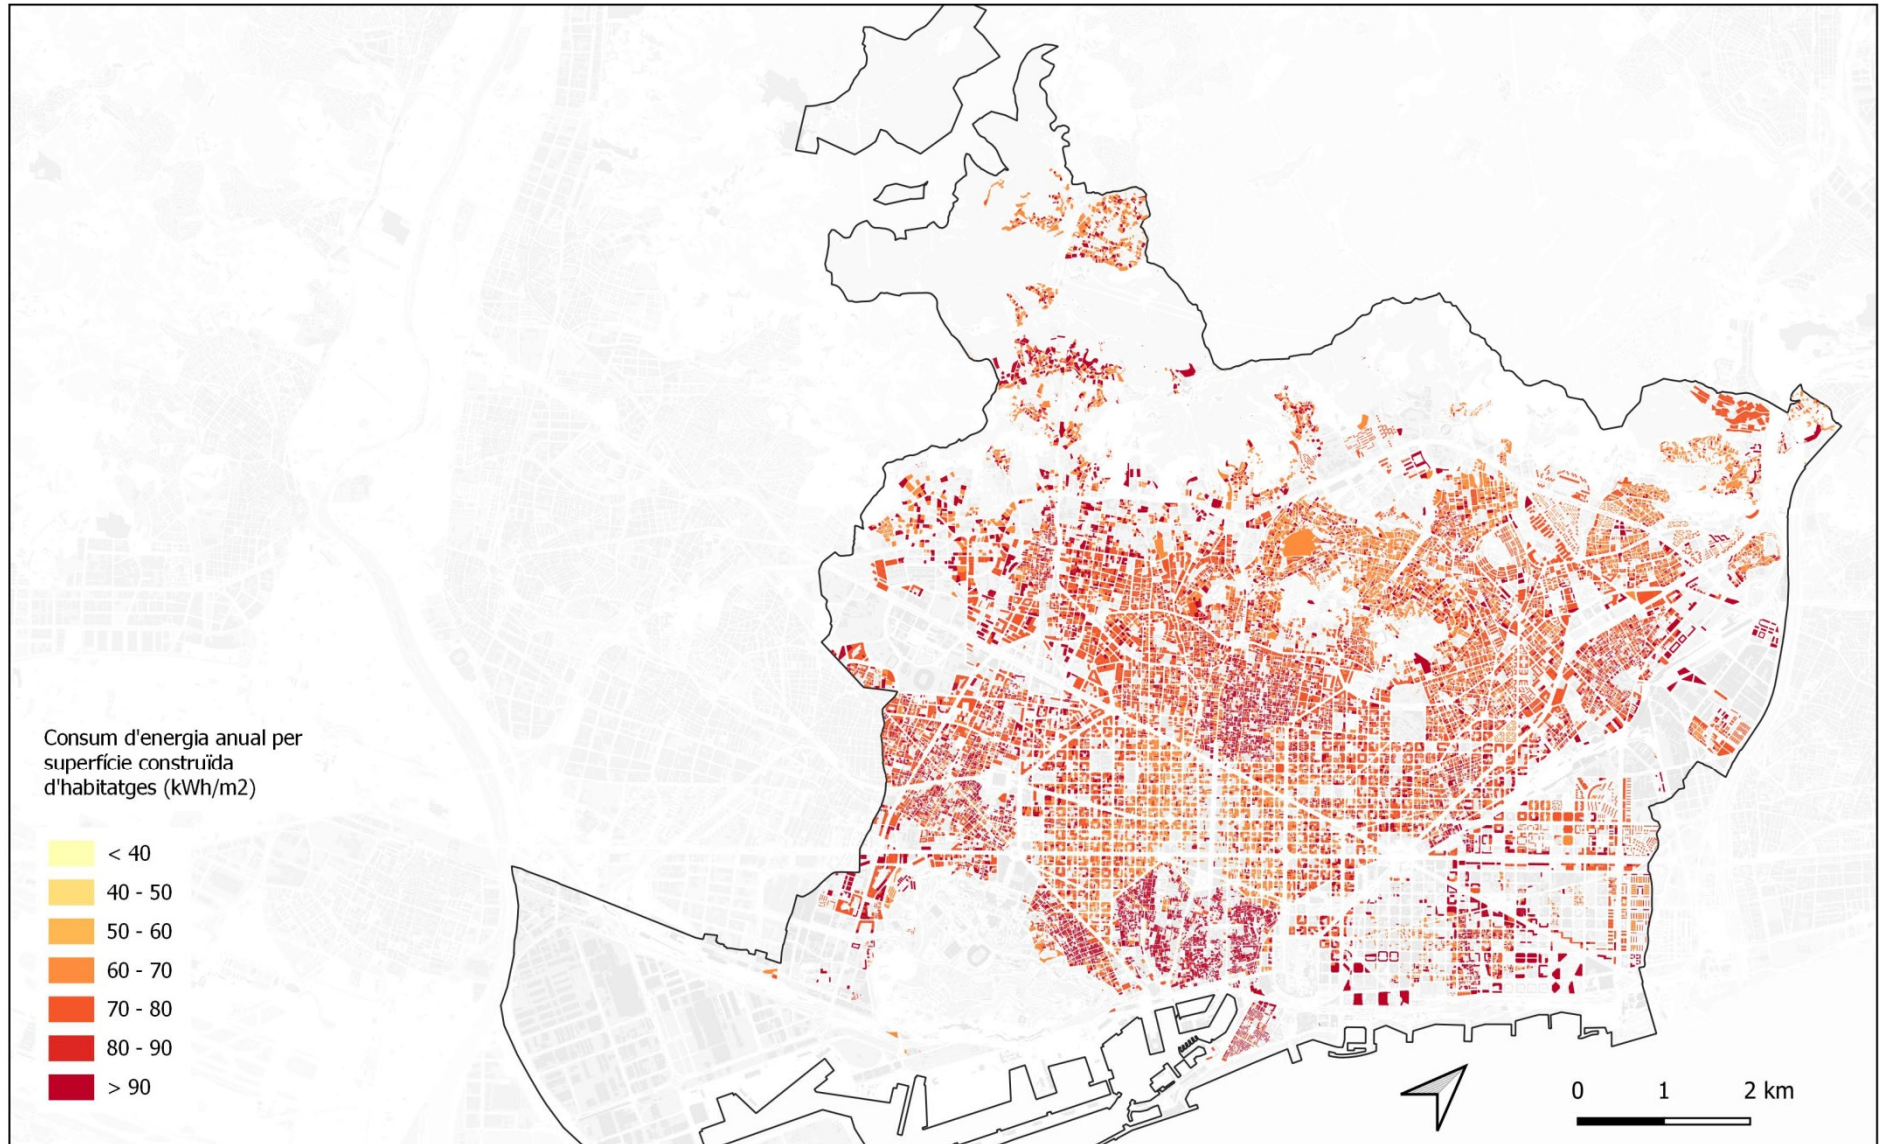 Consum d'energia anual per
superfície construïda
d'habitatges (kWh/m2)
< 40
40 - 50
50 - 60
60 - 70
70 - 80
80 - 90
> 90
0 1 2 km